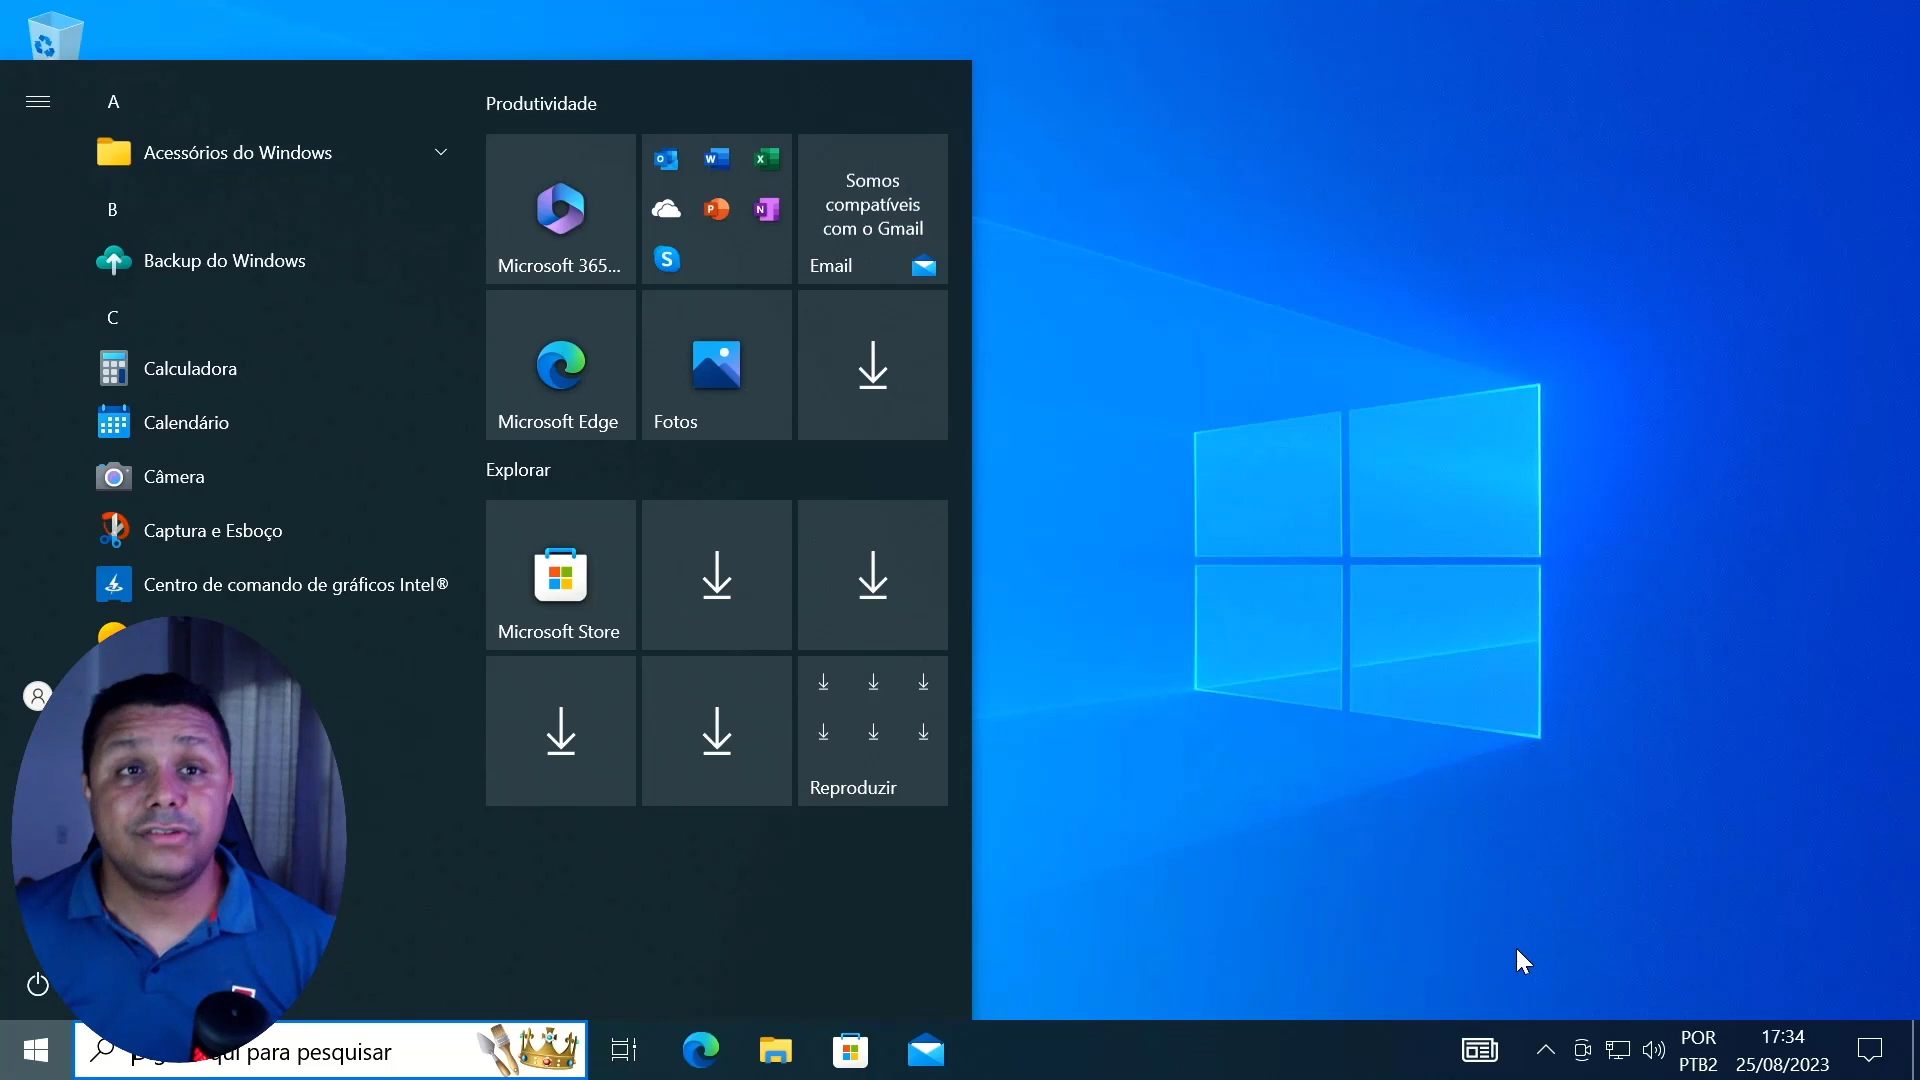 A
Acessórios do Windows
B
Backup do Windows
C
Calculadora
Calendário
Câmera
Captura e Esboço
Centro de comando de gráficos Intel®
Produtividade
Microsoft 365...
Somos
compatíveis
com o Gmail
Email
Microsoft Edge
Fotos
Explorar
Microsoft Store
Reproduzir
para pesquisar
POR
PTB2
17:34
25/08/2023